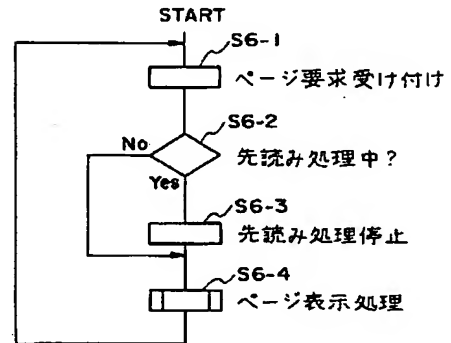 START
S6-1
ページ要求受け付け
S6-2
No
先読み処理中?
Yes
S6-3
先読み処理停止
S6-4
ページ表示処理